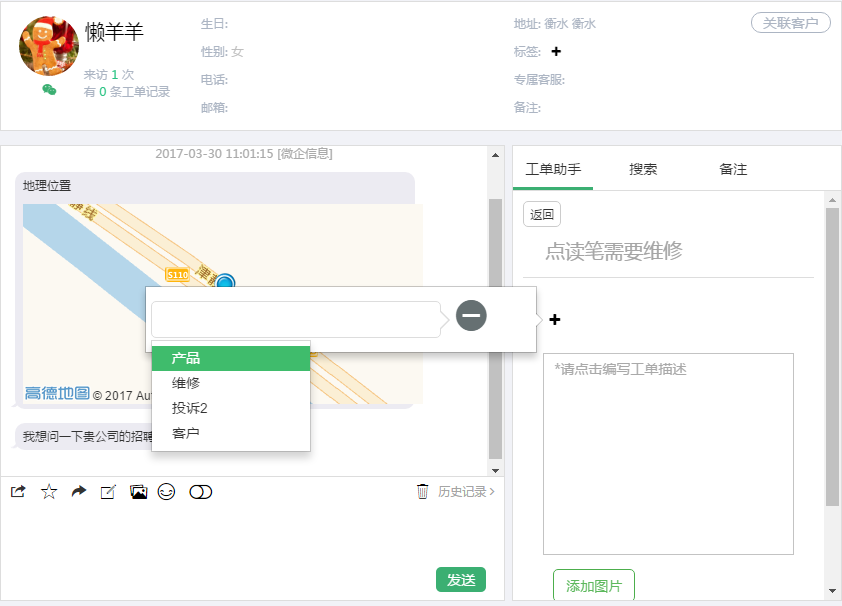 懒羊羊
来访 1 次
有 0 条工单记录
生日:
性别: 女
电话:
邮箱:
地址: 衡水 衡水
标签:
专属客服:
备注:
关联客户
2017-03-30 11:01:15 [微企信息]
地理位置
静线
S110
津
高德地图 © 2017 Aut
产品
维修
投诉2
客户
我想问一下贵公司的招聘
历史记录
发送
工单助手
搜索
备注
返回
点读笔需要维修
*请点击编写工单描述
添加图片